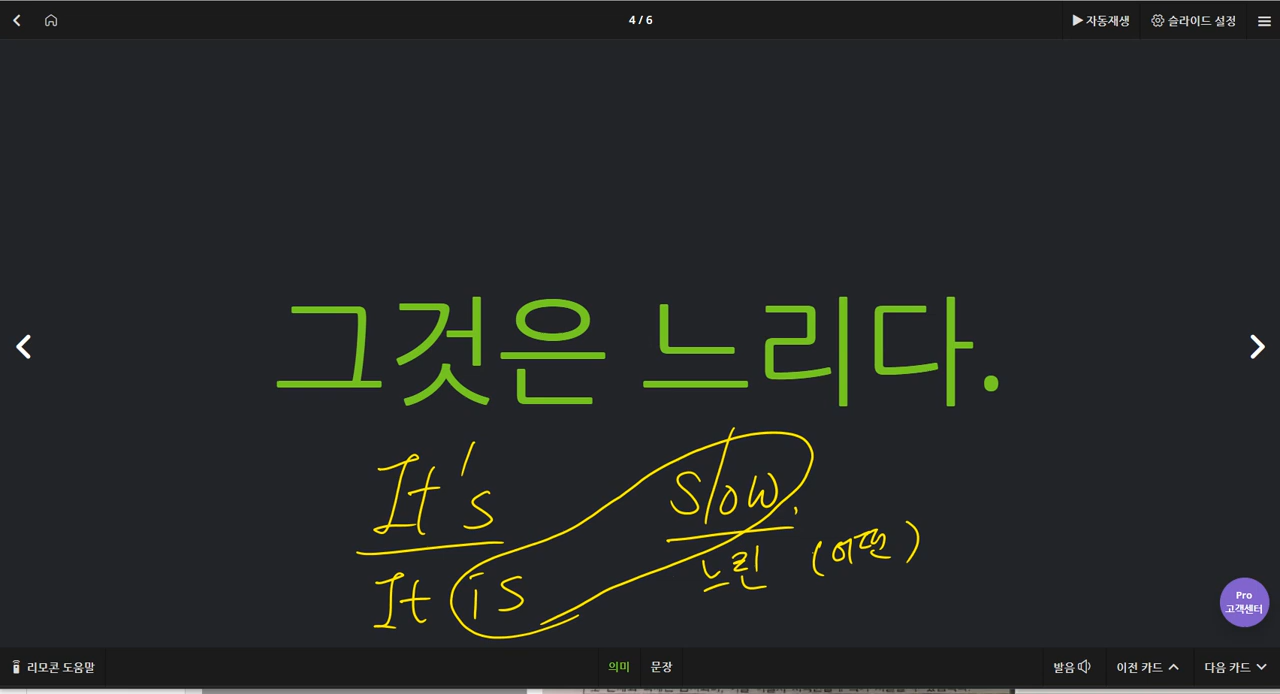 4 / 6
자동재생
슬라이드 설정
그것은 느리다.
It's slow.
It is 느린 (어떤)
Pro
고객센터
리모콘 도움말
의미
문장
발음
이전 카드
다음 카드